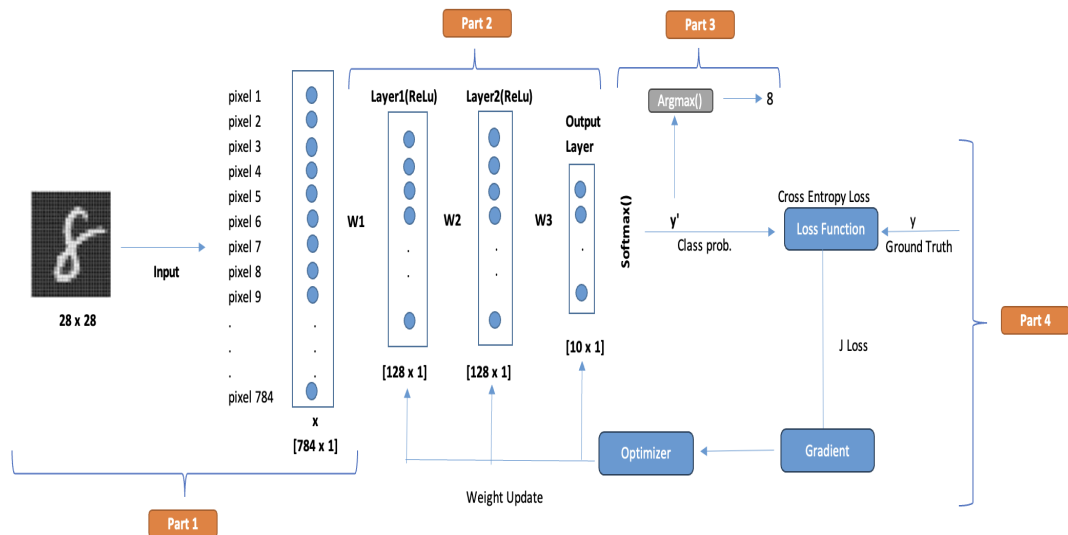 Part 2
Part 3
pixel 1
pixel 2
pixel 3
pixel 4
pixel 5
pixel 6
pixel 7
pixel 8
pixel 9
.
.
.
pixel 784
28 x 28
Input
.
.
.
x
[784 x 1]
Part 1
W1
Layer1(ReLu)
.
.
[128 x 1]
W2
Layer2(ReLu)
.
.
[128 x 1]
W3
Output
Layer
.
[10 x 1]
Softmax()
Argmax()
8
y'
Class prob.
Cross Entropy Loss
Loss Function
y
Ground Truth
J Loss
Gradient
Optimizer
Weight Update
Part 4